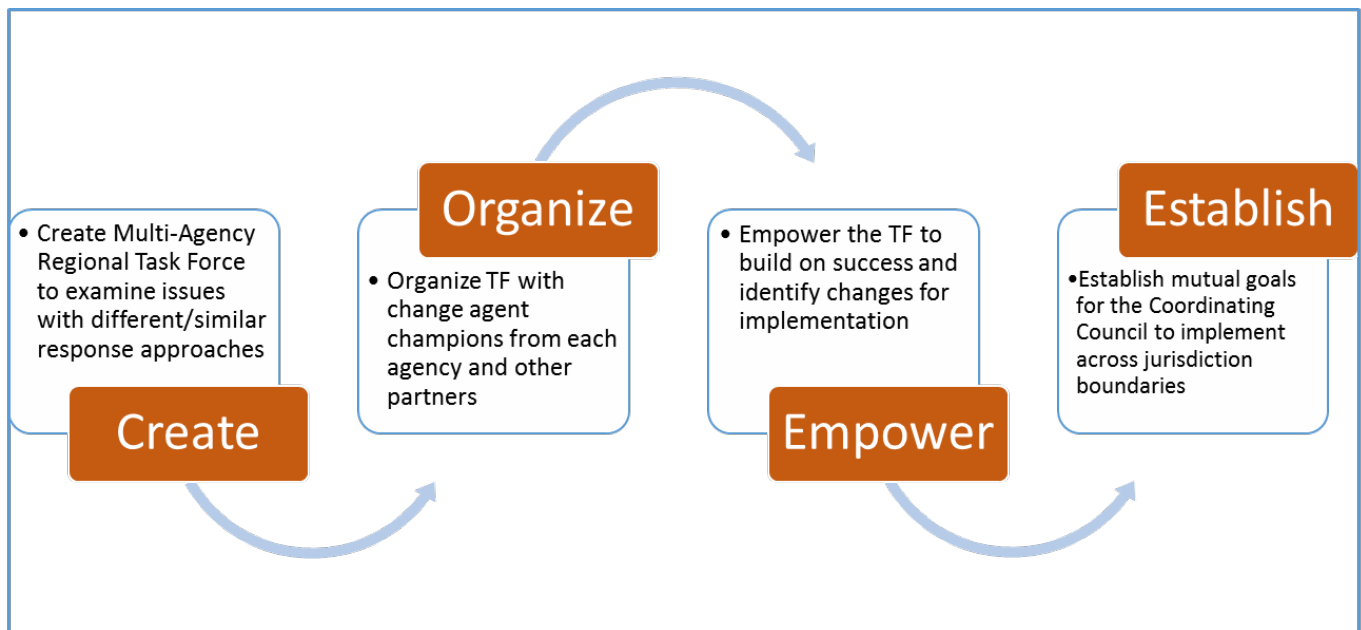 • Create Multi-Agency
Regional Task Force
to examine issues
with different/similar
response approaches
Create
Organize
• Organize TF with
change agent
champions from each
agency and other
partners
• Empower the TF to
build on success and
identify changes for
implementation
Empower
Establish
•Establish mutual goals
for the Coordinating
Council to implement
across jurisdiction
boundaries